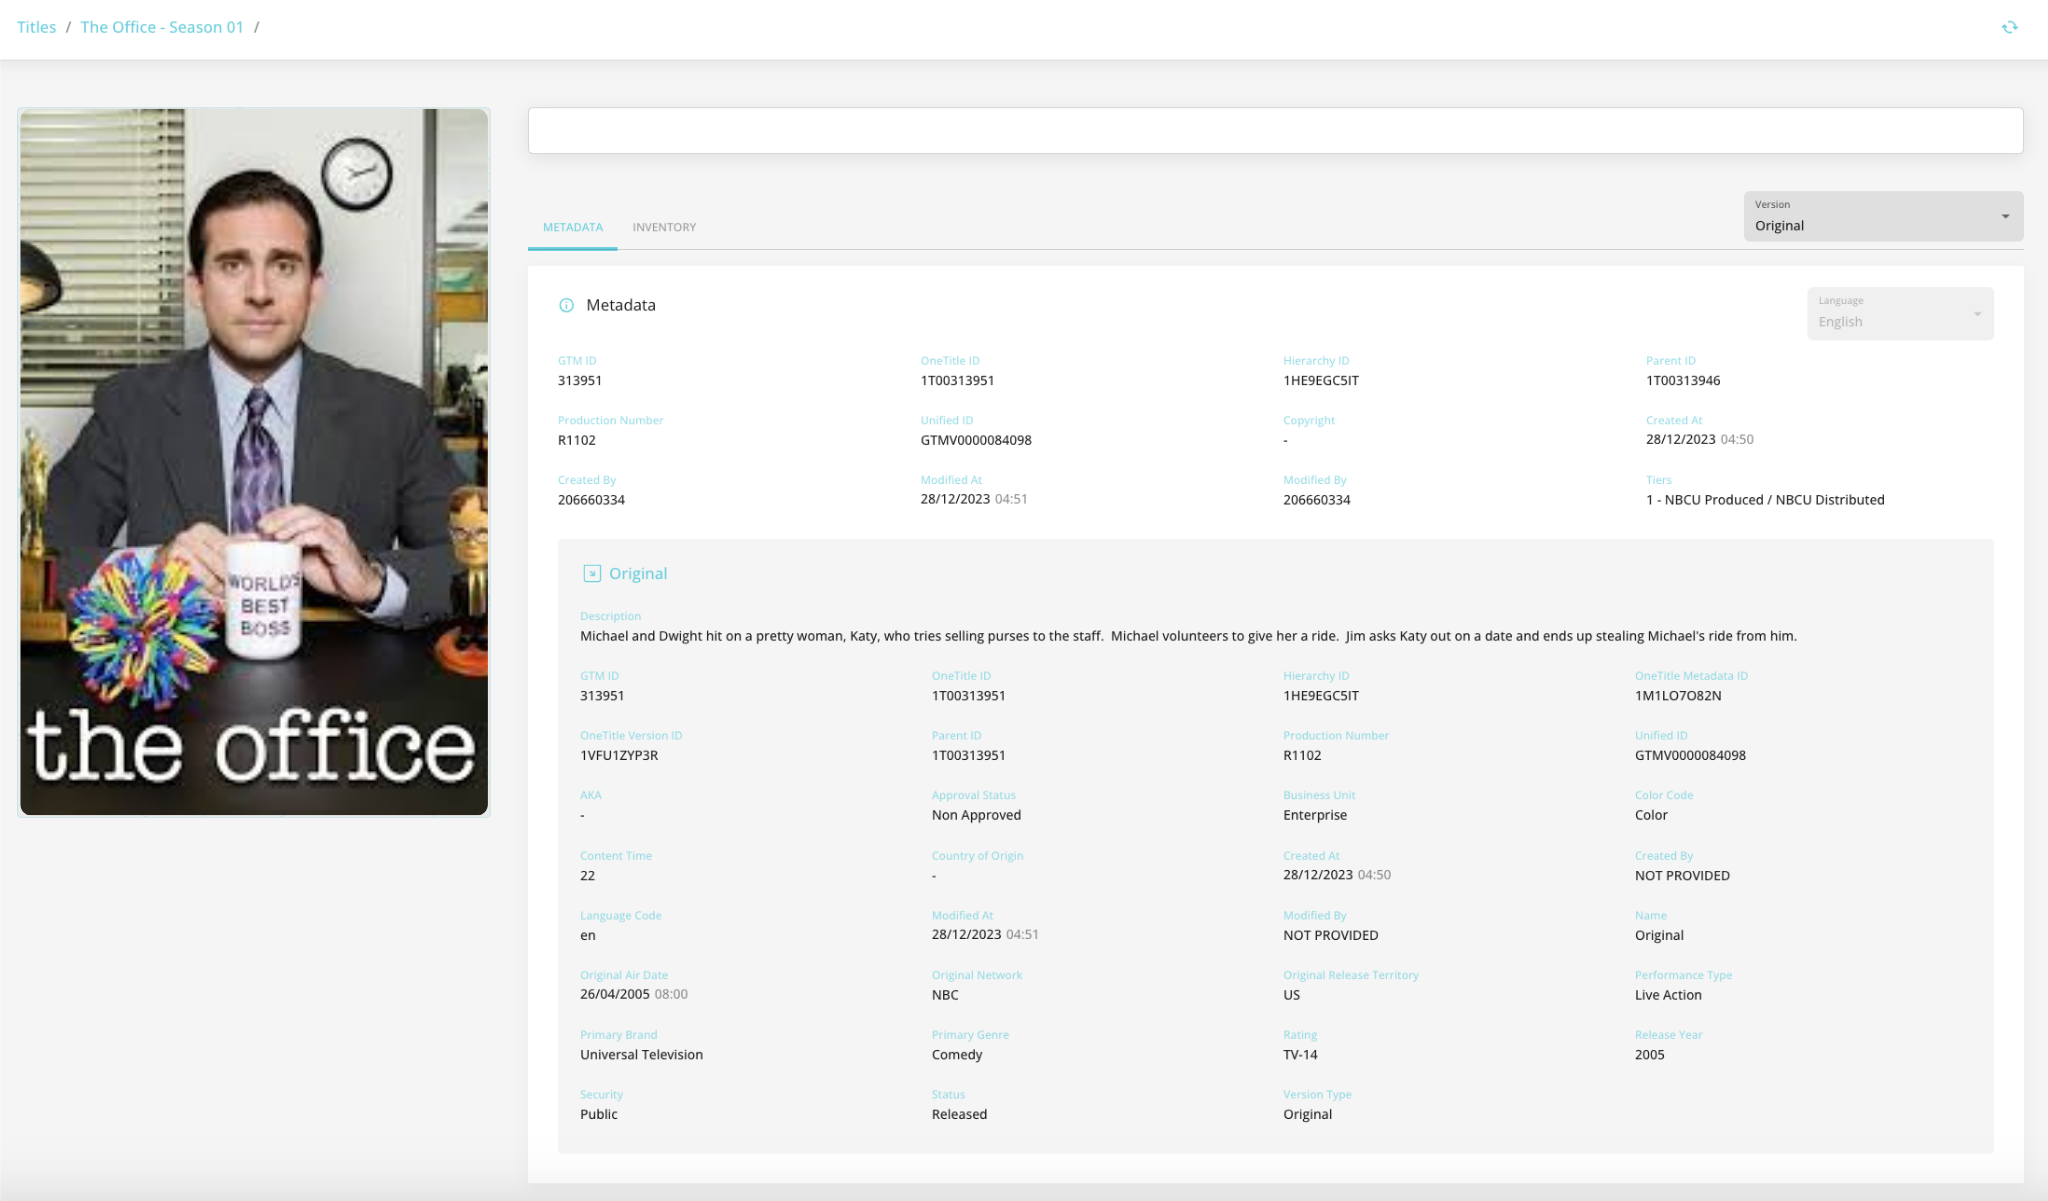 Titles / The Office - Season 01 /
WORLD'S
BEST
BOSS
the office
Version
Original
METADATA INVENTORY
Metadata
Language
English
GTM ID OneTitle ID Hierarchy ID Parent ID
313951 1T00313951 1HE9EGC5IT 1T00313946
Production Number Unified ID Copyright Created At
R1102 GTMV0000084098 - 28/12/2023 04:50
Created By Modified At Modified By Tiers
206660334 28/12/2023 04:51 206660334 1 - NBCU Produced / NBCU Distributed
Original
Description
Michael and Dwight hit on a pretty woman, Katy, who tries selling purses to the staff.  Michael volunteers to give her a ride.  Jim asks Katy out on a date and ends up stealing Michael's ride from him.
GTM ID OneTitle ID Hierarchy ID OneTitle Metadata ID
313951 1T00313951 1HE9EGC5IT 1M1LO7O82N
OneTitle Version ID Parent ID Production Number Unified ID
1VFU1ZYP3R 1T00313951 R1102 GTMV0000084098
AKA Approval Status Business Unit Color Code
- Non Approved Enterprise Color
Content Time Country of Origin Created At Created By
22 - 28/12/2023 04:50 NOT PROVIDED
Language Code Modified At Modified By Name
en 28/12/2023 04:51 NOT PROVIDED Original
Original Air Date Original Network Original Release Territory Performance Type
26/04/2005 08:00 NBC US Live Action
Primary Brand Primary Genre Rating Release Year
Universal Television Comedy TV-14 2005
Security Status Version Type
Public Released Original